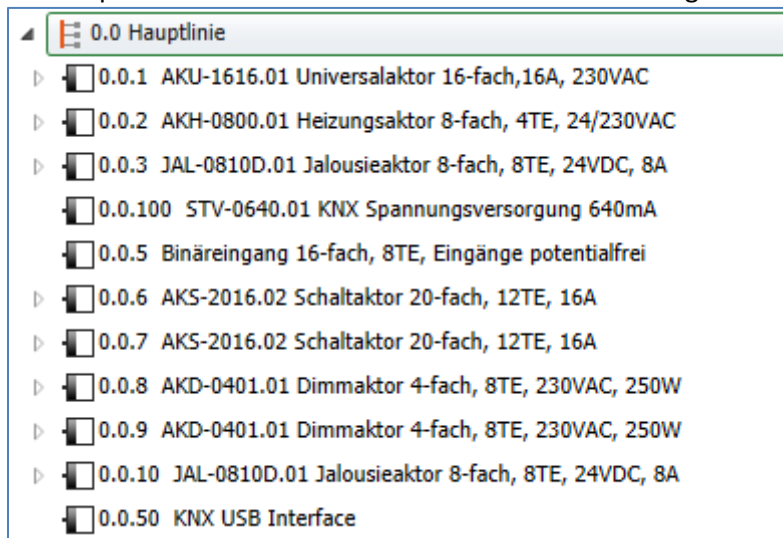 0.0 Hauptlinie
0.0.1 AKU-1616.01 Universalaktor 16-fach,16A, 230VAC
0.0.2 AKH-0800.01 Heizungsaktor 8-fach, 4TE, 24/230VAC
0.0.3 JAL-0810D.01 Jalousieaktor 8-fach, 8TE, 24VDC, 8A
0.0.100 STV-0640.01 KNX Spannungsversorgung 640mA
0.0.5 Binäreingang 16-fach, 8TE, Eingänge potentialfrei
0.0.6 AKS-2016.02 Schaltaktor 20-fach, 12TE, 16A
0.0.7 AKS-2016.02 Schaltaktor 20-fach, 12TE, 16A
0.0.8 AKD-0401.01 Dimmaktor 4-fach, 8TE, 230VAC, 250W
0.0.9 AKD-0401.01 Dimmaktor 4-fach, 8TE, 230VAC, 250W
0.0.10 JAL-0810D.01 Jalousieaktor 8-fach, 8TE, 24VDC, 8A
0.0.50 KNX USB Interface